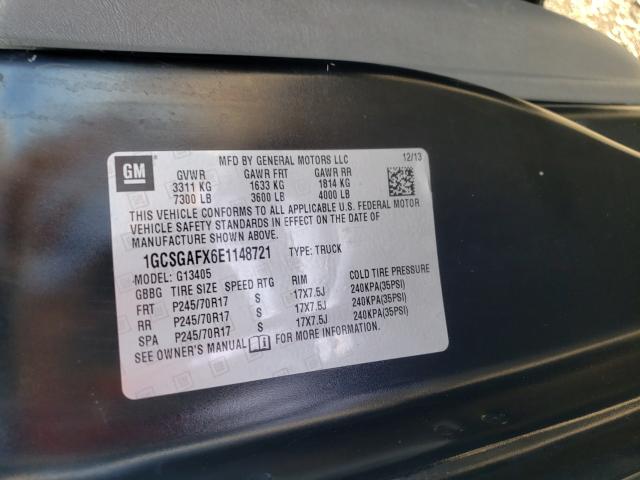 MFD BY GENERAL MOTORS LLC 12/13
GM
GVWR GAWR FRT GAWR RR
3311 KG 1633 KG 1814 KG
7300 LB 3600 LB 4000 LB
THIS VEHICLE CONFORMS TO ALL APPLICABLE U.S. FEDERAL MOTOR
VEHICLE SAFETY STANDARDS IN EFFECT ON THE DATE OF
MANUFACTURE SHOWN ABOVE.
1GCSGAFX6E1148721 TYPE: TRUCK
MODEL: G13405
GBBG TIRE SIZE SPEED RTG RIM COLD TIRE PRESSURE
FRT P245/70R17 S 17X7.5J 240KPA(35PSI)
RR P245/70R17 S 17X7.5J 240KPA(35PSI)
SPA P245/70R17 S 17X7.5J 240KPA(35PSI)
SEE OWNER'S MANUAL FOR MORE INFORMATION.